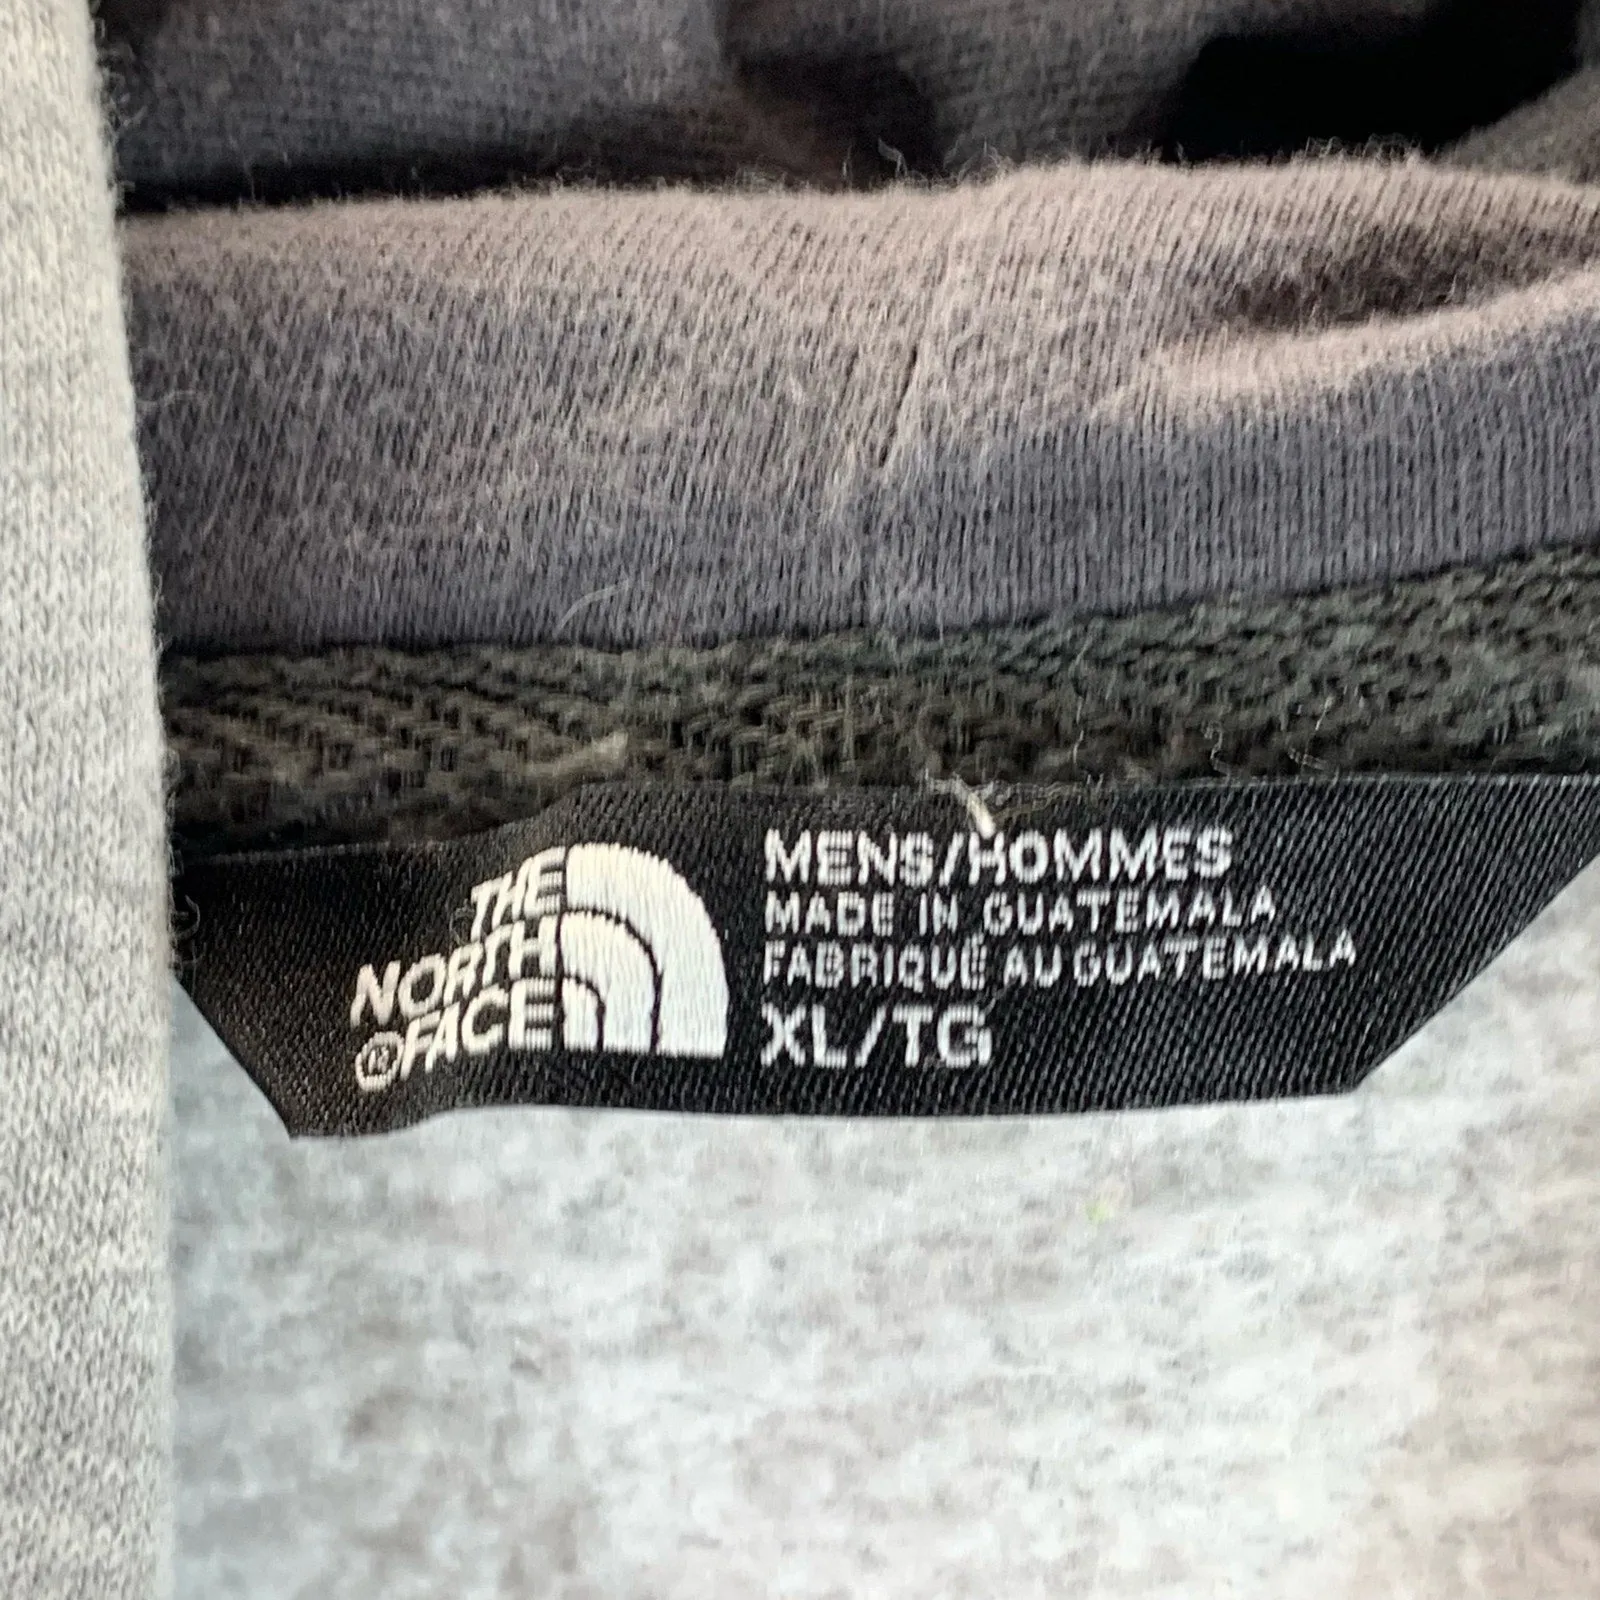 THE
NORTH
®FACE
MENS/HOMMES
MADE IN GUATEMALA
FABRIQUÉ AU GUATEMALA
XL/TG